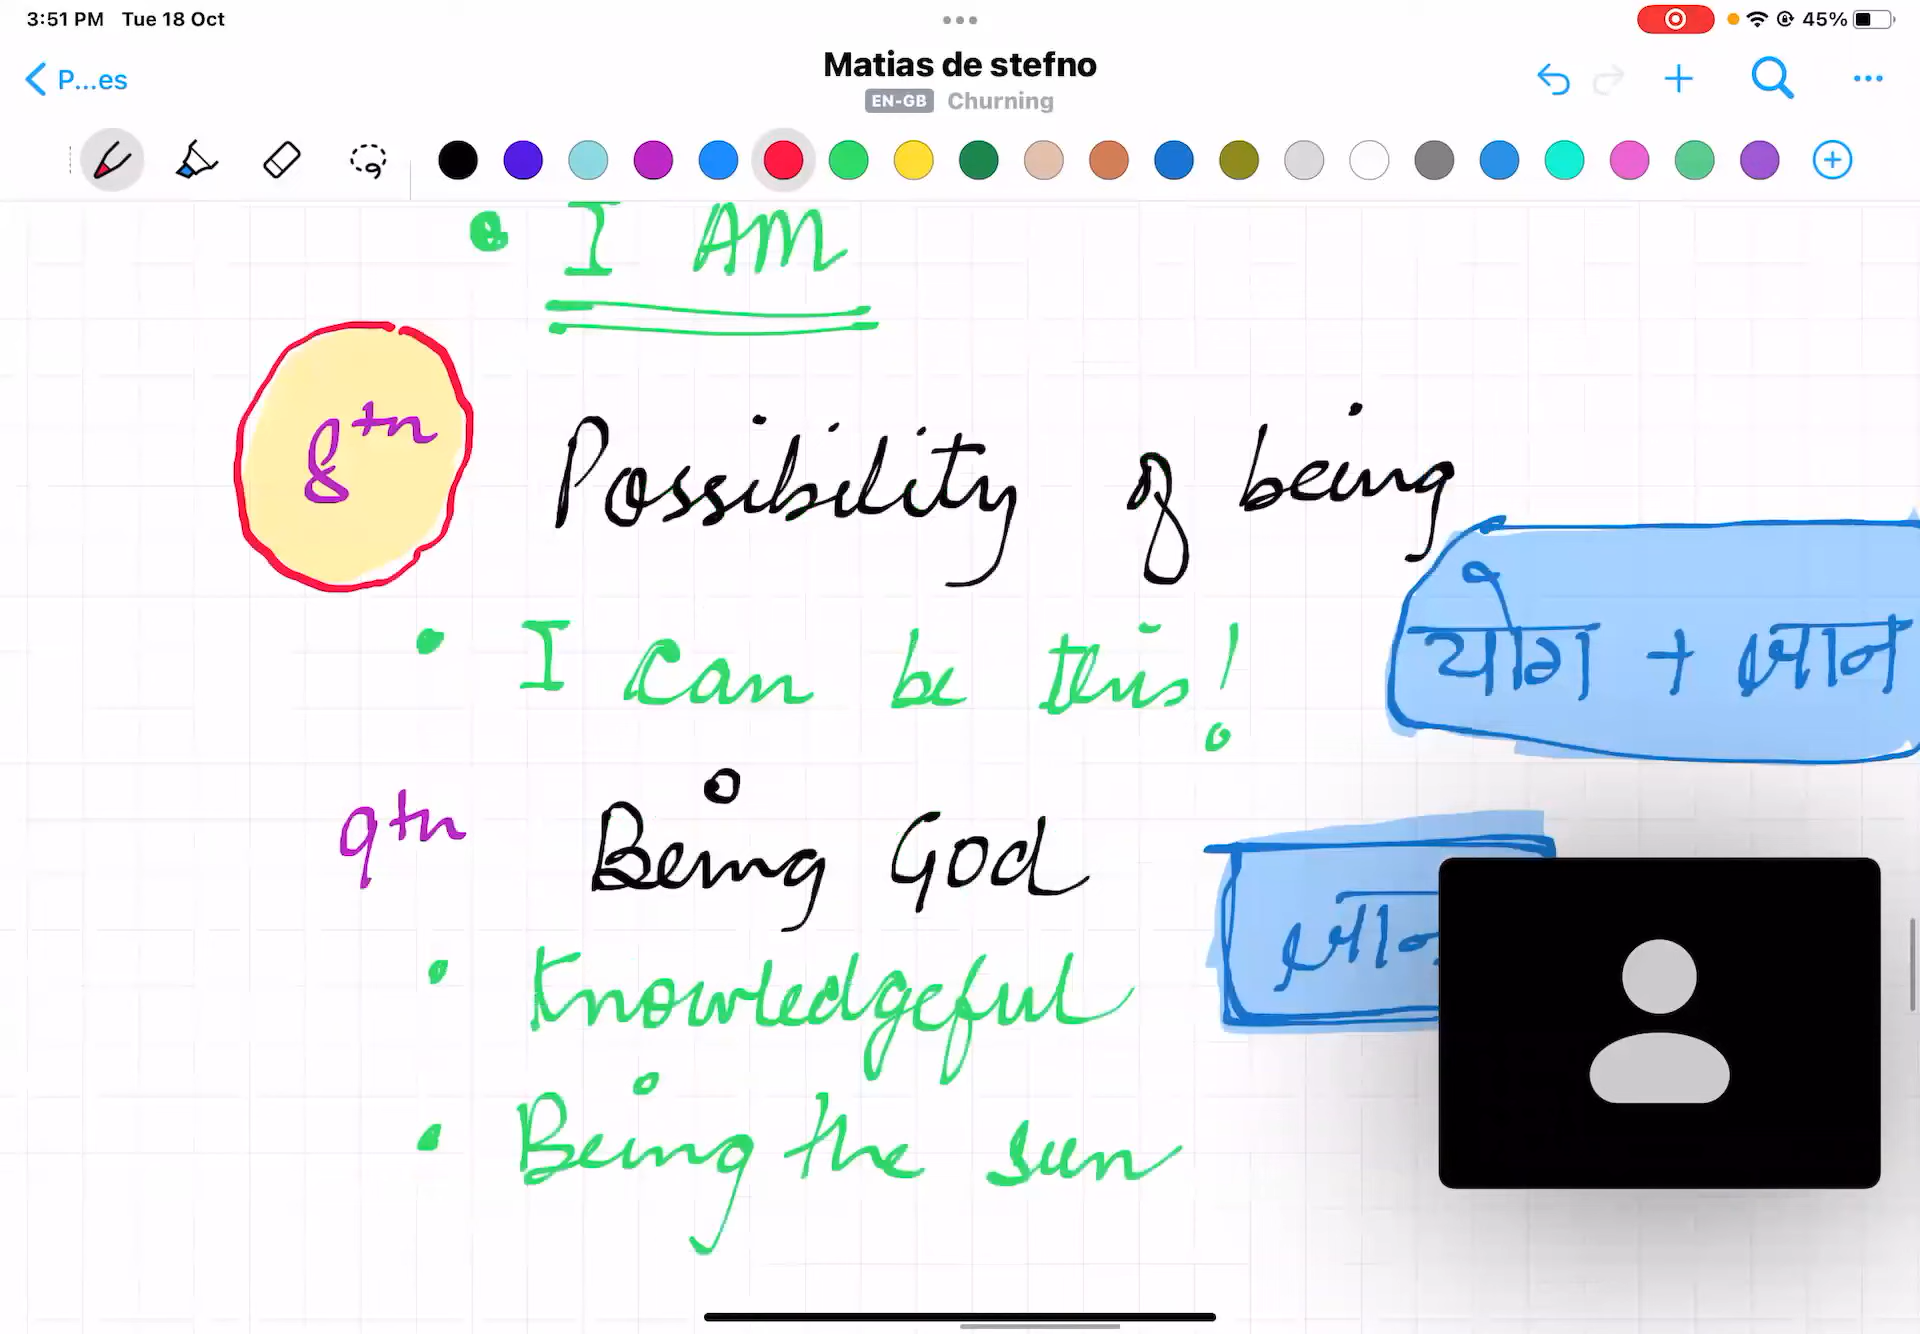 3:51 PM Tue 18 Oct
45%
P...es
Matias de stefno
EN-GB Churning
I AM
8th Possibility of being
योग + ज्ञान
I can be this!
9th Being God
Knowledgeful
Being the sun